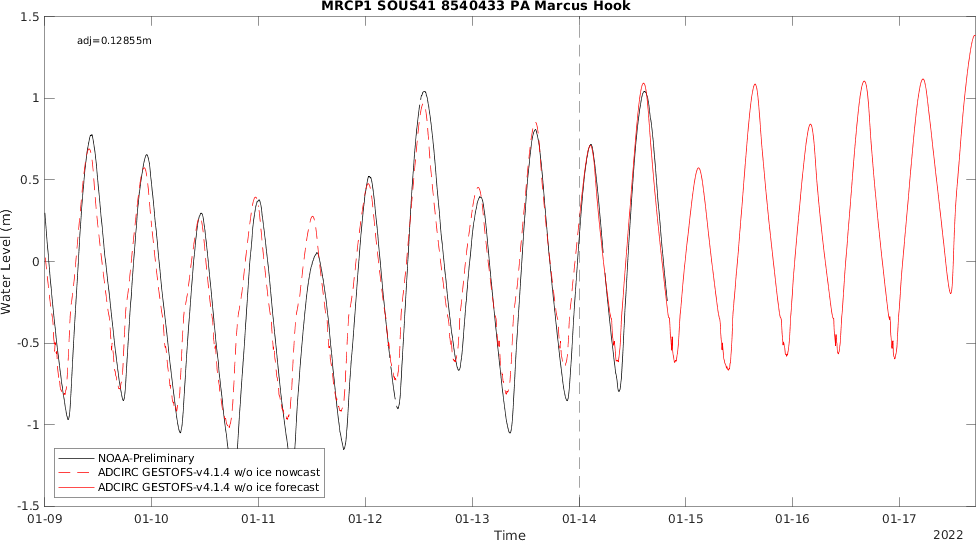 MRCP1 SOUS41 8540433 PA Marcus Hook
adj=0.12855m
1.5
1
0.5
0
-0.5
-1
-1.5
Water Level (m)
NOAA-Preliminary
ADCIRC GESTOFS-v4.1.4 w/o ice nowcast
ADCIRC GESTOFS-v4.1.4 w/o ice forecast
01-09 01-10 01-11 01-12 01-13 01-14 01-15 01-16 01-17
Time
2022